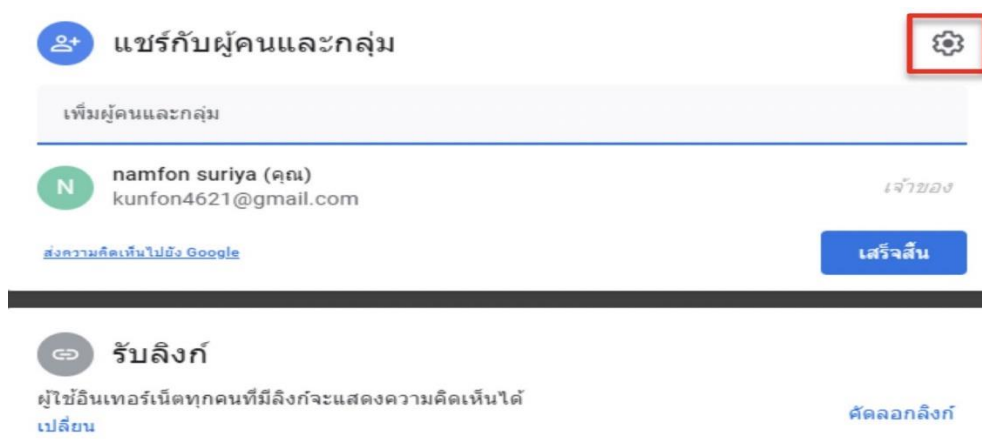 แชร์กับผู้คนและกลุ่ม
เพิ่มผู้คนและกลุ่ม
N
namfon suriya (คุณ)
kunfon4621@gmail.com
เจ้าของ
ส่งความคิดเห็นไปยัง Google
เสร็จสิ้น
รับลิงก์
ผู้ใช้อินเทอร์เน็ตทุกคนที่มีลิงก์จะแสดงความคิดเห็นได้
เปลี่ยน
คัดลอกลิงก์